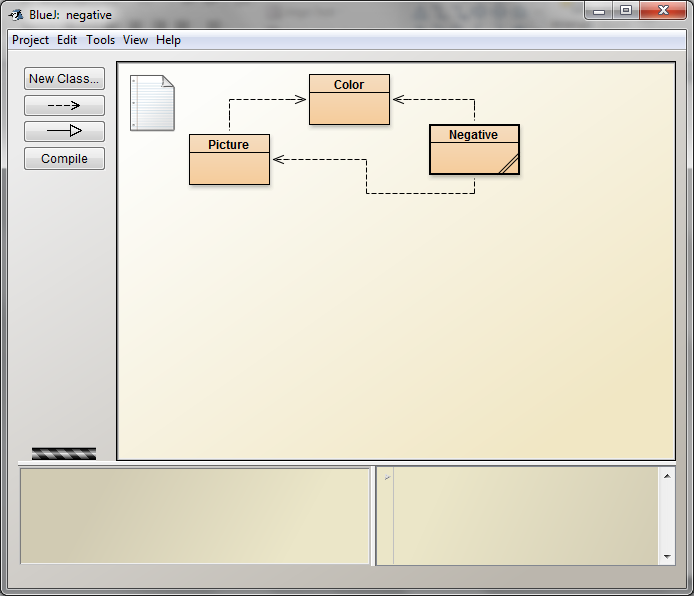 BlueJ: negative
Project Edit Tools View Help
New Class...
Compile
Color
Negative
Picture
>